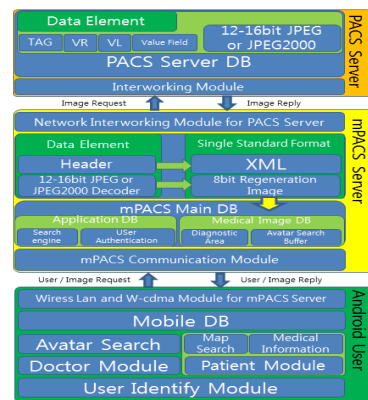 Data Element
TAG
VR
VL
Value Field
12-16bit JPEG
or JPEG2000
PACS Server DB
Interworking Module
PACS Server
Image Request
Image Reply
Network Interworking Module for PACS Server
Data Element
Single Standard Format
Header
XML
12-16bit JPEG or
JPEG2000 Decoder
8bit Regeneration
Image
mPACS Main DB
Application DB
Medical Image DB
Search
engine
USer
Authentication
Diagnostic
Area
Avatar Search
Buffer
mPACS Communication Module
mPACS Server
User / Image Request
User / Image Reply
Wiress Lan and W-cdma Module for mPACS Server
Mobile DB
Avatar Search
Map
Search
Medical
Information
Doctor Module
Patient Module
User Identify Module
Android User